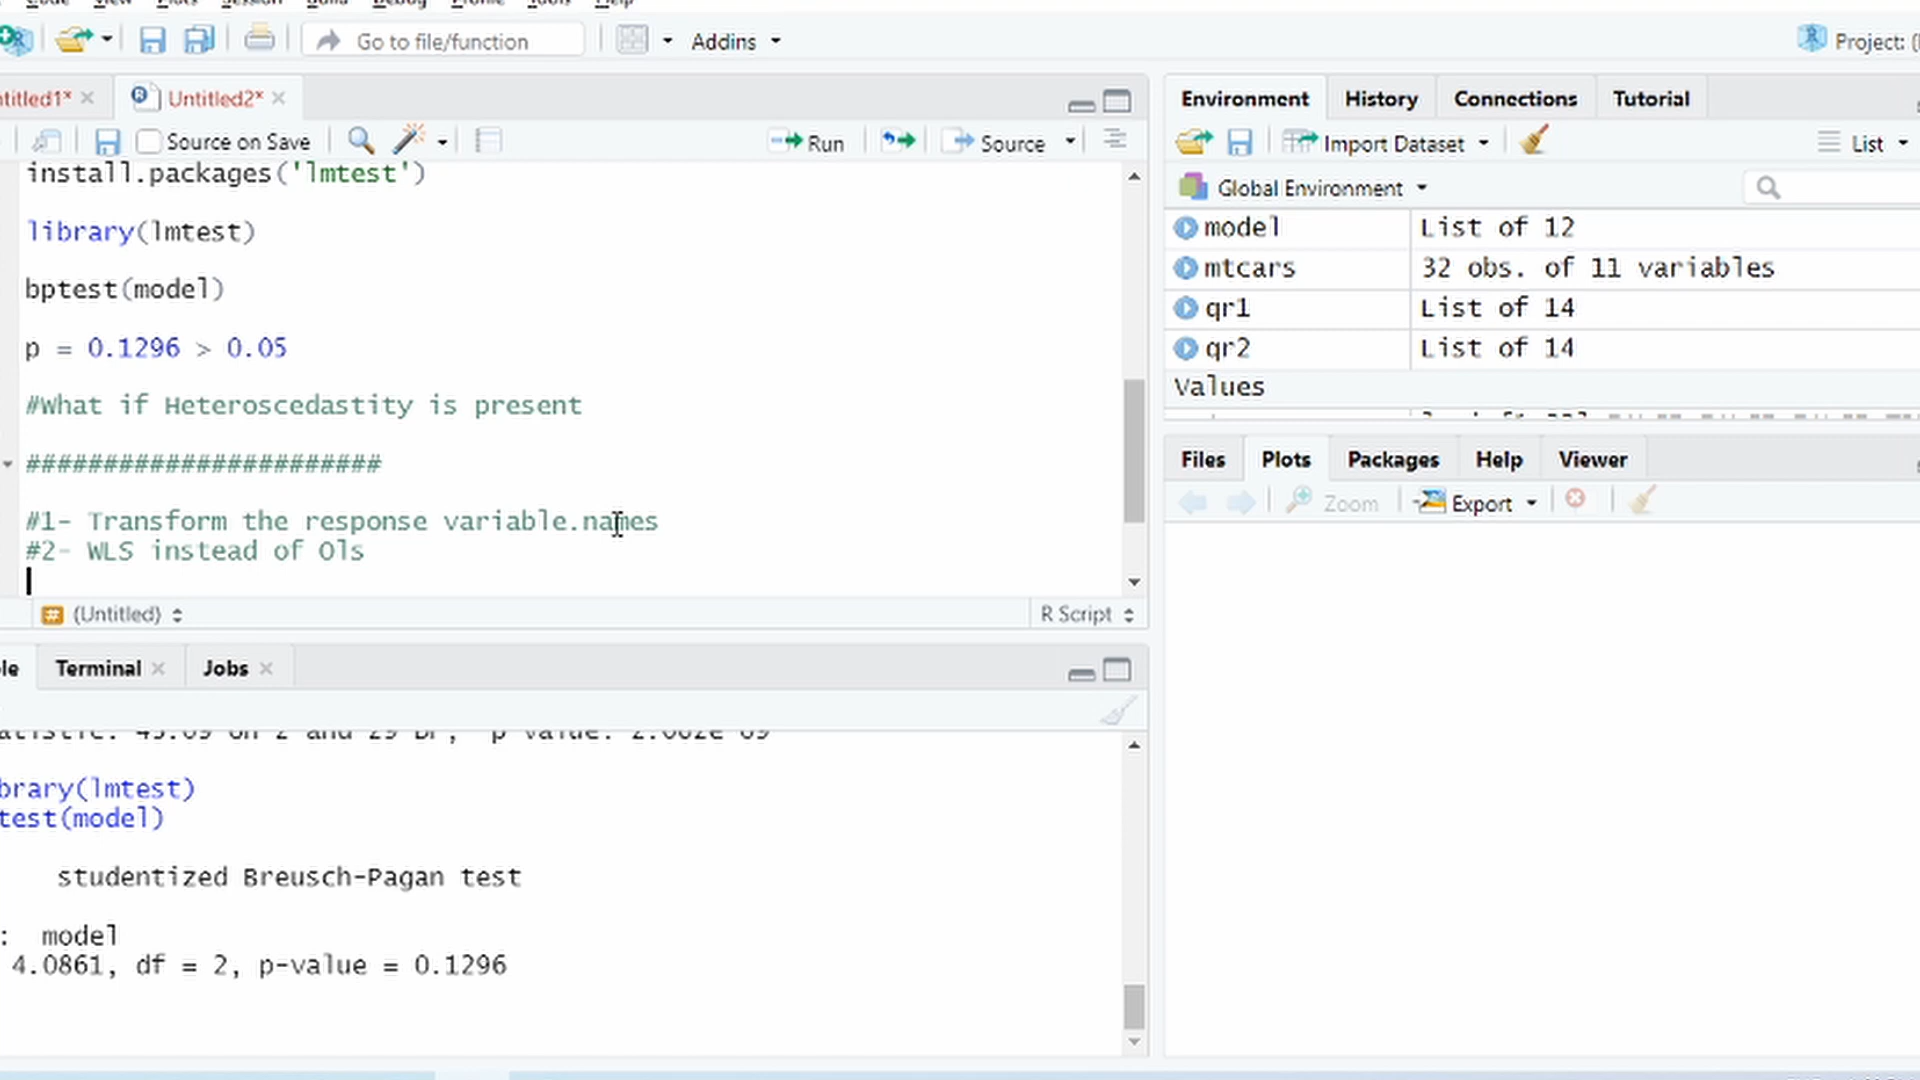 Go to file/function
Addins
Project: (
Untitled2*
Source on Save
Run
Source
install.packages('lmtest')
library(lmtest)
bptest(model)
p = 0.1296 > 0.05
#What if Heteroscedastity is present
#######################
#1- Transform the response variable.names
#2- WLS instead of Ols
(Untitled)
R Script
Terminal
Jobs
brary(lmtest)
test(model)
studentized Breusch-Pagan test
: model
4.0861, df = 2, p-value = 0.1296
Environment
History
Connections
Tutorial
Import Dataset
List
Global Environment
model List of 12
mtcars 32 obs. of 11 variables
qr1 List of 14
qr2 List of 14
Values
Files
Plots
Packages
Help
Viewer
Zoom
Export